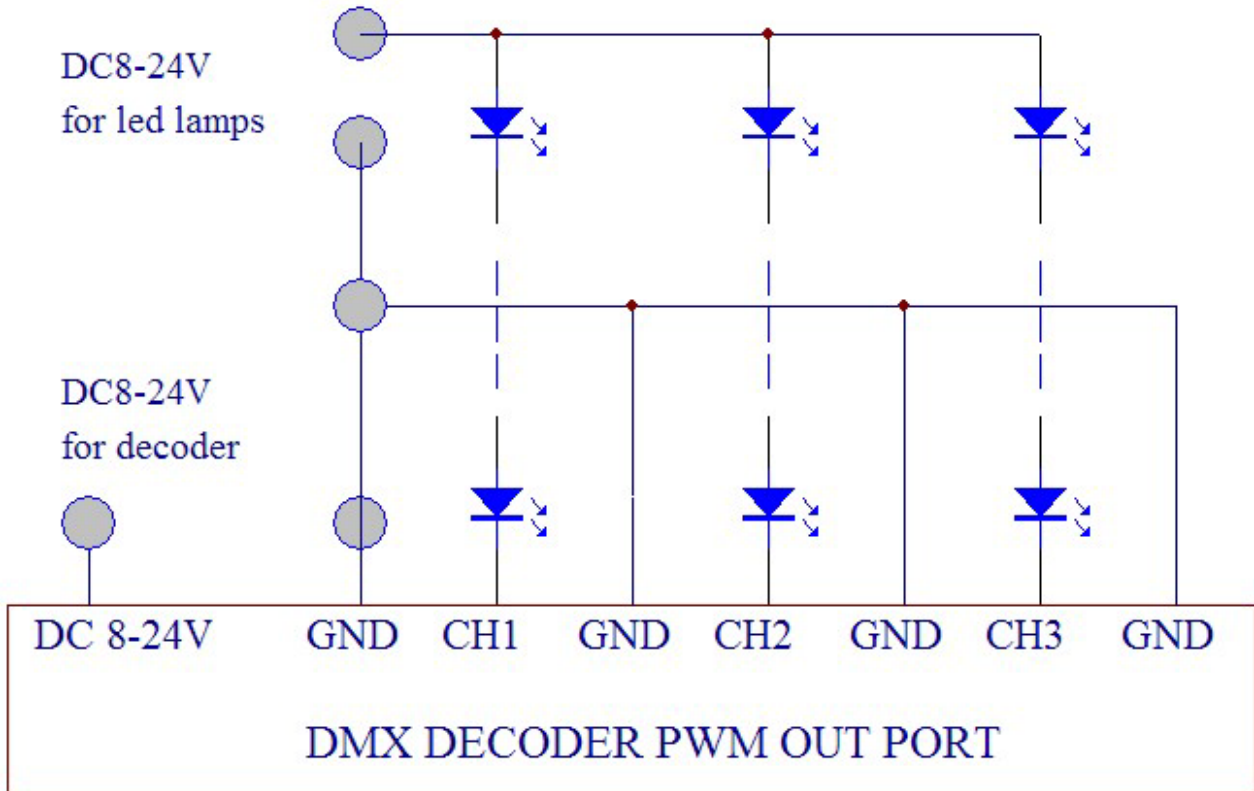 DC8-24V
for led lamps
DC8-24V
for decoder
DC 8-24V GND CH1 GND CH2 GND CH3 GND
DMX DECODER PWM OUT PORT